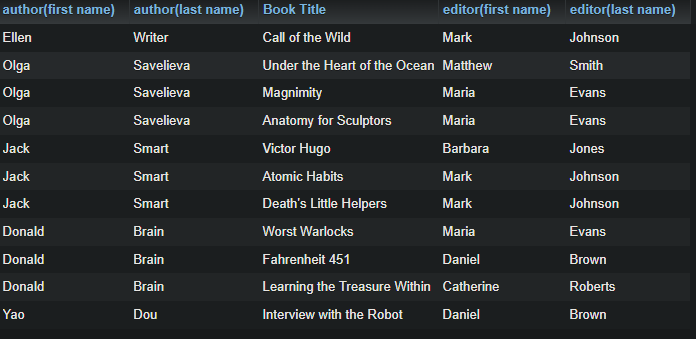 author(first name) author(last name) Book Title editor(first name) editor(last name)
Ellen Writer Call of the Wild Mark Johnson
Olga Savelieva Under the Heart of the Ocean Matthew Smith
Olga Savelieva Magnimity Maria Evans
Olga Savelieva Anatomy for Sculptors Maria Evans
Jack Smart Victor Hugo Barbara Jones
Jack Smart Atomic Habits Mark Johnson
Jack Smart Death's Little Helpers Mark Johnson
Donald Brain Worst Warlocks Maria Evans
Donald Brain Fahrenheit 451 Daniel Brown
Donald Brain Learning the Treasure Within Catherine Roberts
Yao Dou Interview with the Robot Daniel Brown